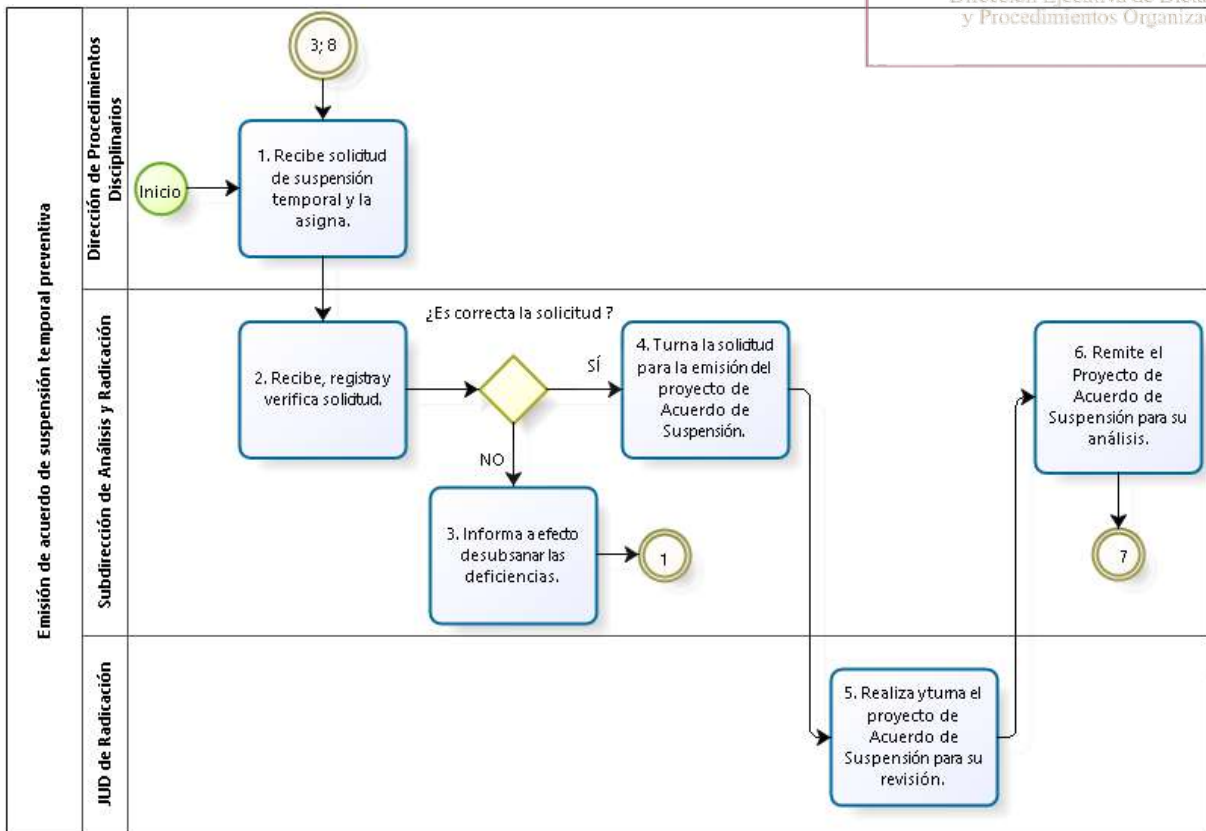 y Procedimientos Organiza
Emisión de acuerdo de suspensión temporal preventiva
Dirección de Procedimientos
Disciplinarios
3; 8
Inicio
1. Recibe solicitud
de suspensión
temporal y la
asigna.
Subdirección de Análisis y Radicación
2. Recibe, registra y
verifica solicitud.
¿Es correcta la solicitud ?
SÍ
NO
4. Turna la solicitud
para la emisión del
proyecto de
Acuerdo de
Suspensión.
3. Informa a efecto
de subsanar las
deficiencias.
1
6. Remite el
Proyecto de
Acuerdo de
Suspensión para su
análisis.
7
JUD de Radicación
5. Realiza y turna el
proyecto de
Acuerdo de
Suspensión para su
revisión.